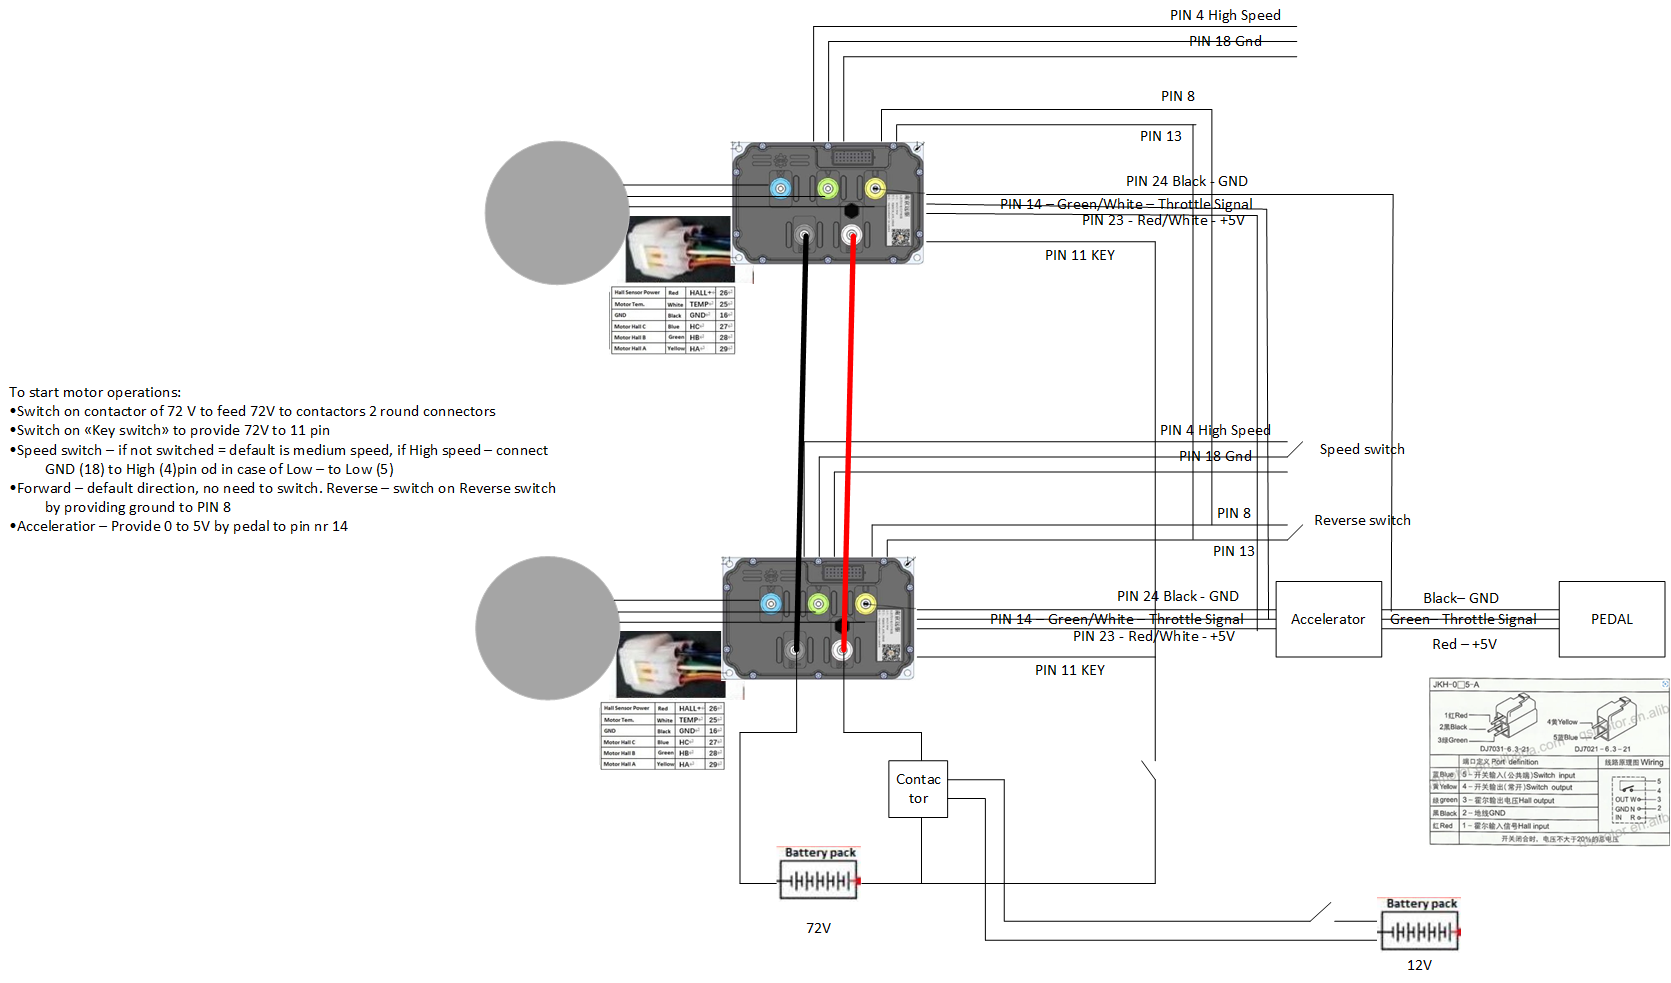 PIN 4 High Speed
PIN 18 Gnd
PIN 8
PIN 13
PIN 24 Black - GND
PIN 14 – Green/White – Throttle Signal
PIN 23 - Red/White - +5V
PIN 11 KEY
Hall Sensor Power Red HALL+ 26
Motor Tem. White TEMP 25
GND Black GND 16
Motor Hall C Blue HC 27
Motor Hall B Green HB 28
Motor Hall A Yellow HA 29
To start motor operations:
•Switch on contactor of 72 V to feed 72V to contactors 2 round connectors
•Switch on «Key switch» to provide 72V to 11 pin
•Speed switch – if not switched = default is medium speed, if High speed – connect
GND (18) to High (4)pin od in case of Low – to Low (5)
•Forward – default direction, no need to switch. Reverse – switch on Reverse switch
by providing ground to PIN 8
•Acceleratior – Provide 0 to 5V by pedal to pin nr 14
PIN 4 High Speed
PIN 18 Gnd
Speed switch
PIN 8
Reverse switch
PIN 13
PIN 24 Black - GND
PIN 14 – Green/White – Throttle Signal
PIN 23 - Red/White - +5V
PIN 11 KEY
Accelerator
Black– GND
Green– Throttle Signal
Red – +5V
PEDAL
Hall Sensor Power Red HALL+ 26
Motor Tem. White TEMP 25
GND Black GND 16
Motor Hall C Blue HC 27
Motor Hall B Green HB 28
Motor Hall A Yellow HA 29
JKH-0□5-A
1红Red
2黑Black
3绿Green
4黄Yellow
5蓝Blue
DJ7031-6.3-21
DJ7021-6.3-21
端口定义 Port definition
线路原理图 Wiring
蓝Blue 5-开关输入(公共端)Switch input
黄Yellow 4-开关输出(常开)Switch output
绿green 3-霍尔输出电压Hall output
黑Black 2-地线GND
红Red 1-霍尔输入信号Hall input
5
4
OUT W 3
GND N 2
IN R 1
开关闭合时，电压不大于20%的
Contac
tor
Battery pack
72V
Battery pack
12V